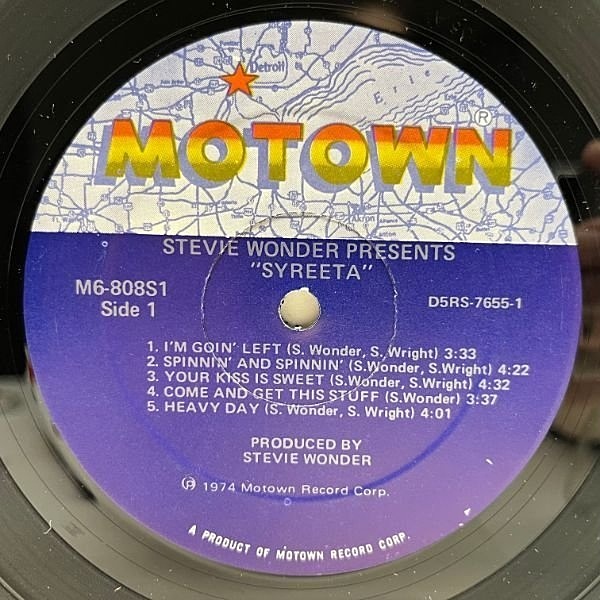 Detroit
Erie
Akron
MOTOWN®
STEVIE WONDER PRESENTS
"SYREETA"
M6-808S1
Side 1
D5RS-7655-1
1. I'M GOIN' LEFT (S. Wonder, S. Wright) 3:33
2. SPINNIN' AND SPINNIN' (S.Wonder, S.Wright) 4:22
3. YOUR KISS IS SWEET (S.Wonder, S. Wright) 4:32
4. COME AND GET THIS STUFF (S.Wonder) 3:37
5. HEAVY DAY (S. Wonder, S. Wright) 4:01
PRODUCED BY
STEVIE WONDER
Ⓟ 1974 Motown Record Corp.
A PRODUCT OF MOTOWN RECORD CORP.